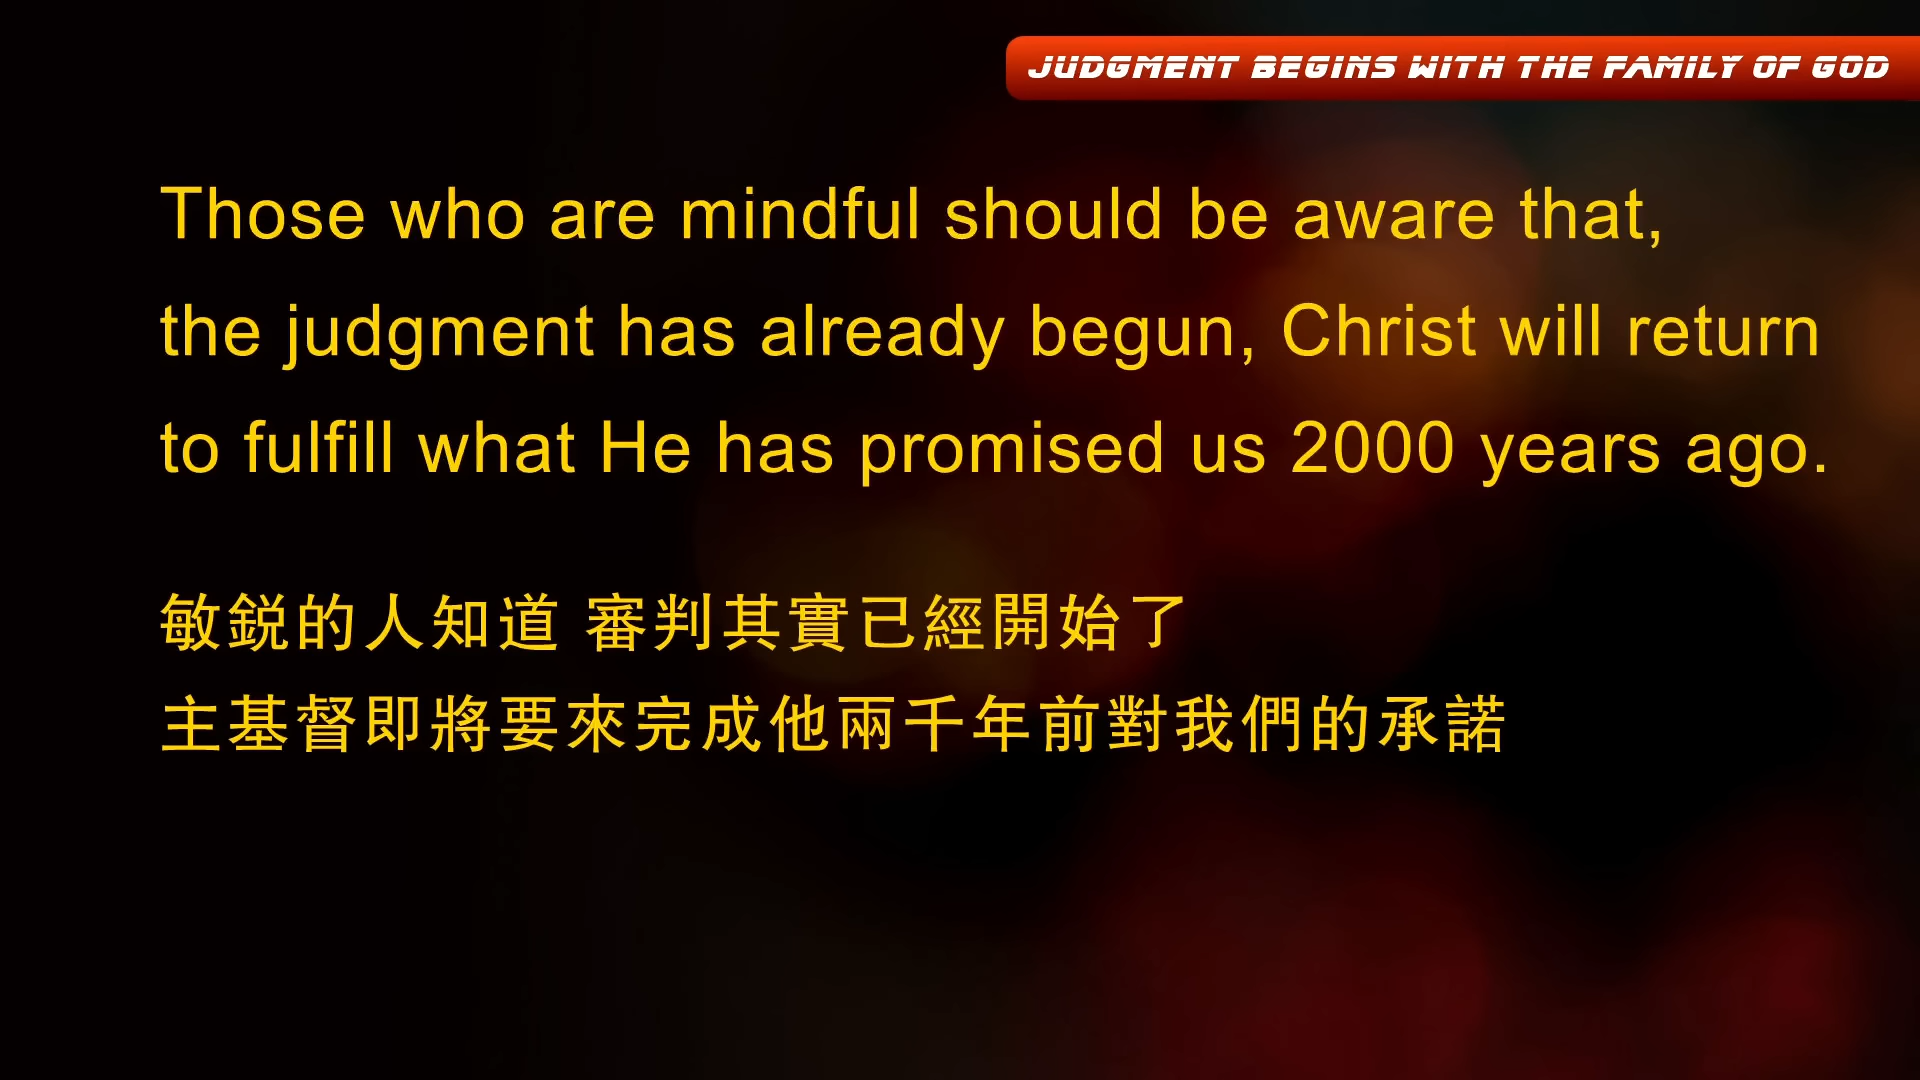 JUDGMENT BEGINS WITH THE FAMILY OF GOD
Those who are mindful should be aware that,
the judgment has already begun, Christ will return
to fulfill what He has promised us 2000 years ago.
敏銳的人知道 審判其實已經開始了
主基督即將要來完成他兩千年前對我們的承諾